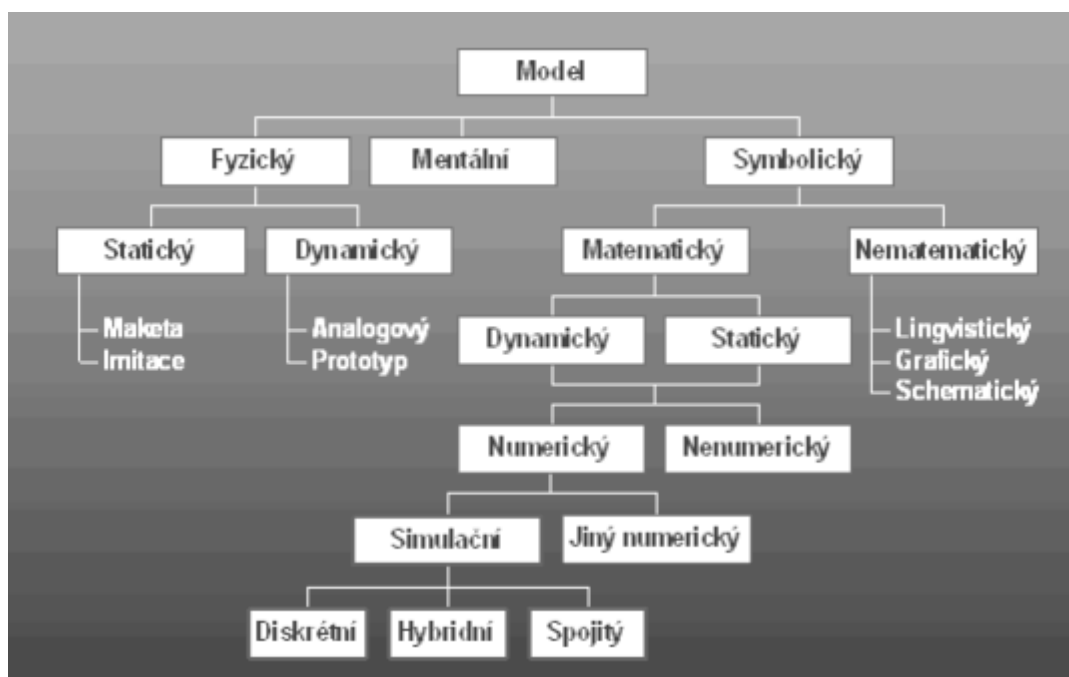 Model
Fyzický
Mentální
Symbolický
Statický
Dynamický
Matematický
Nematematický
Maketa
Imitace
Analogový
Prototyp
Dynamický
Statický
Lingvistický
Grafický
Schematický
Numerický
Nenumerický
Simulační
Jiný numerický
Diskrétní
Hybridní
Spojitý